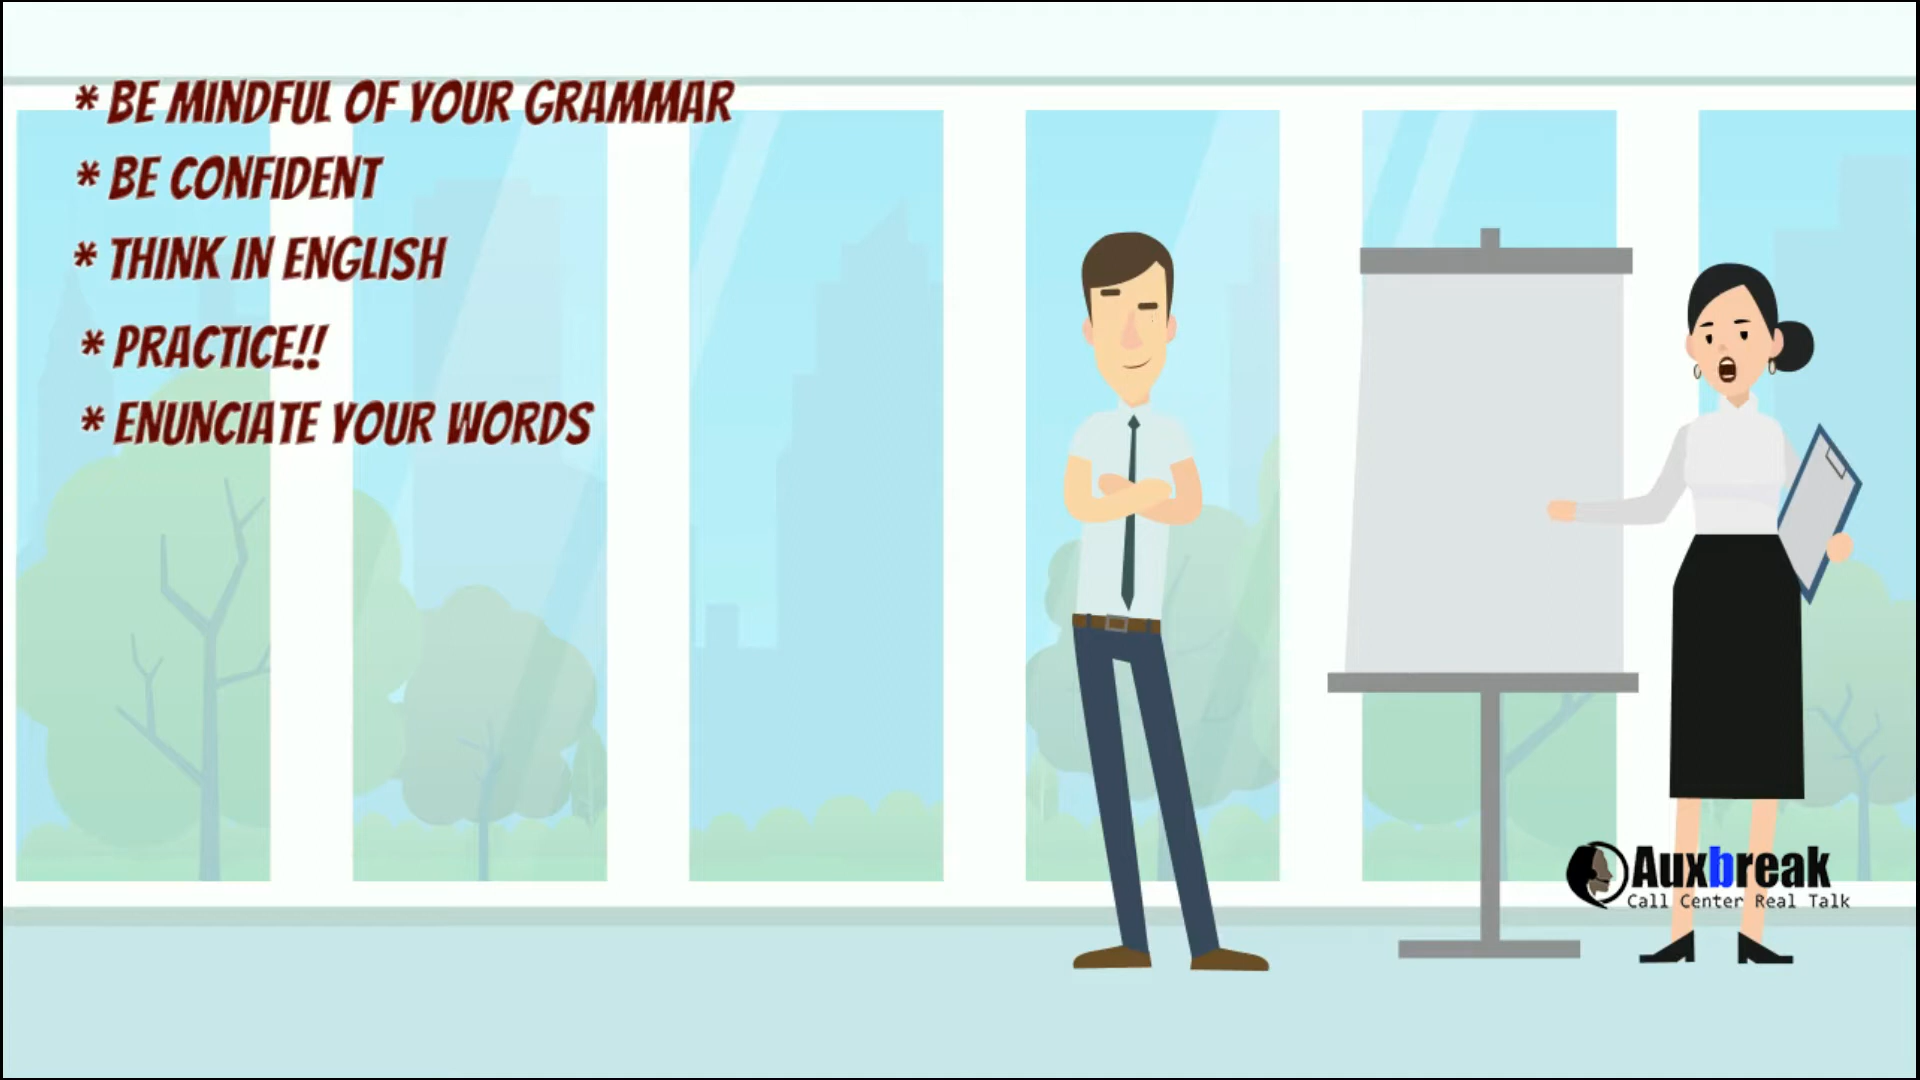 * BE MINDFUL OF YOUR GRAMMAR
* BE CONFIDENT
* THINK IN ENGLISH
* PRACTICE!!
* ENUNCIATE YOUR WORDS
Auxbreak
Call Center Real Talk